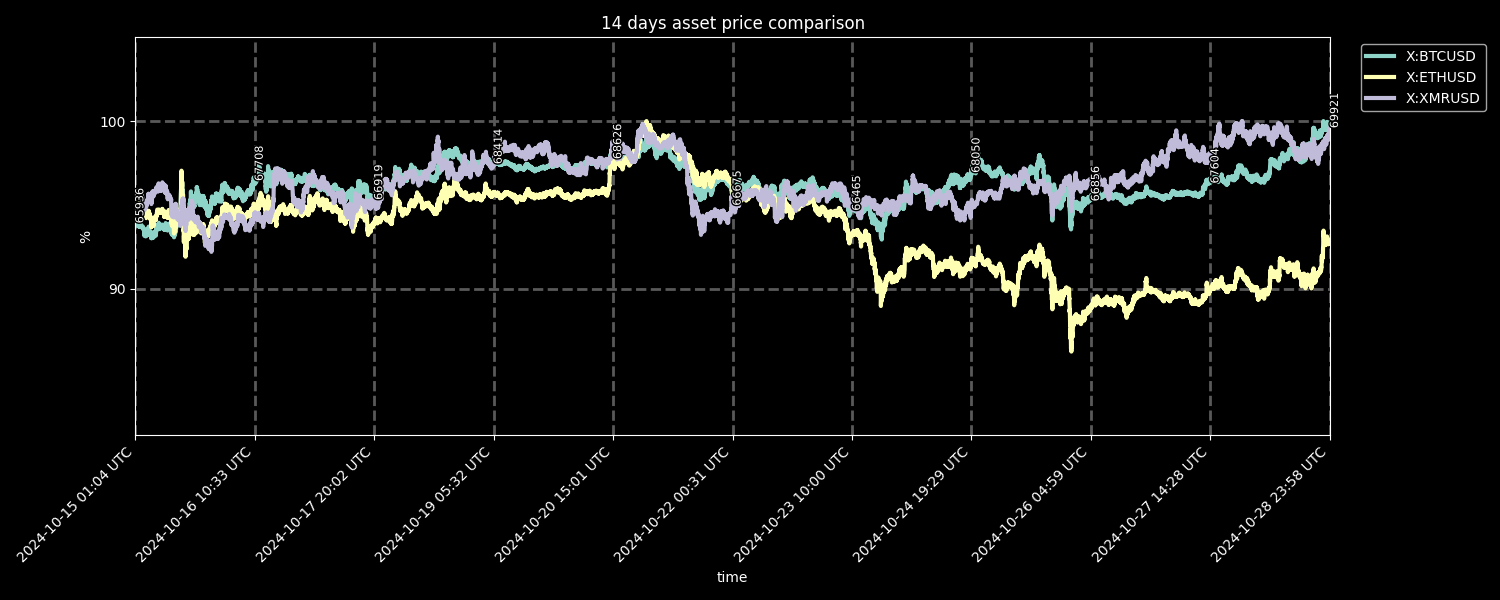 14 days asset price comparison
X:BTCUSD
X:ETHUSD
X:XMRUSD
100
90
%
65936
67708
66919
68414
68626
66675
66465
68050
66856
67604
69921
2024-10-15 01:04 UTC
2024-10-16 10:33 UTC
2024-10-17 20:02 UTC
2024-10-19 05:32 UTC
2024-10-20 15:01 UTC
2024-10-22 00:31 UTC
2024-10-23 10:00 UTC
2024-10-24 19:29 UTC
2024-10-26 04:59 UTC
2024-10-27 14:28 UTC
2024-10-28 23:58 UTC
time